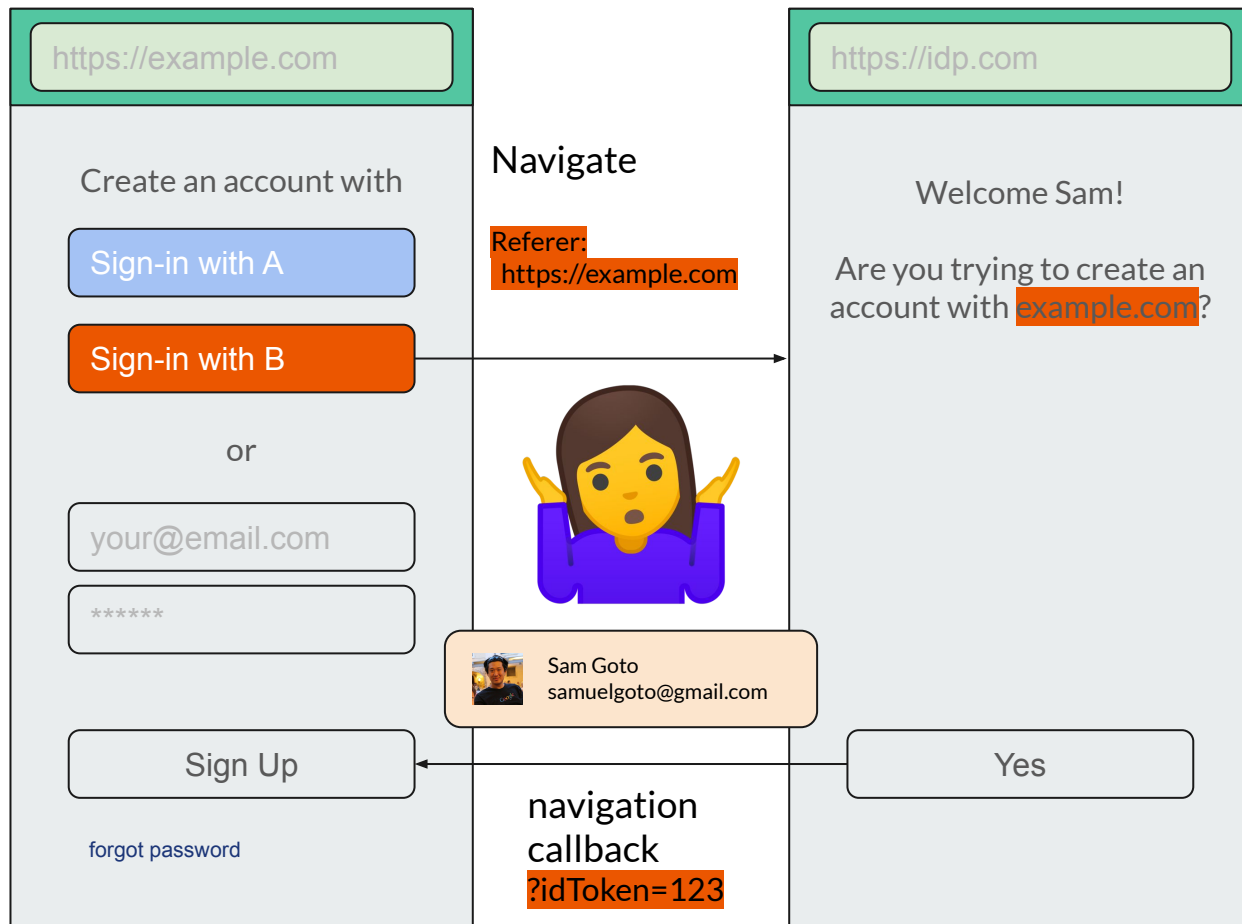 https://example.com
Create an account with
Sign-in with A
Sign-in with B
or
your@email.com
******
Sign Up
forgot password
Navigate
Referer:
https://example.com
Sam Goto
samuelgoto@gmail.com
navigation
callback
?idToken=123
https://idp.com
Welcome Sam!
Are you trying to create an
account with example.com?
Yes